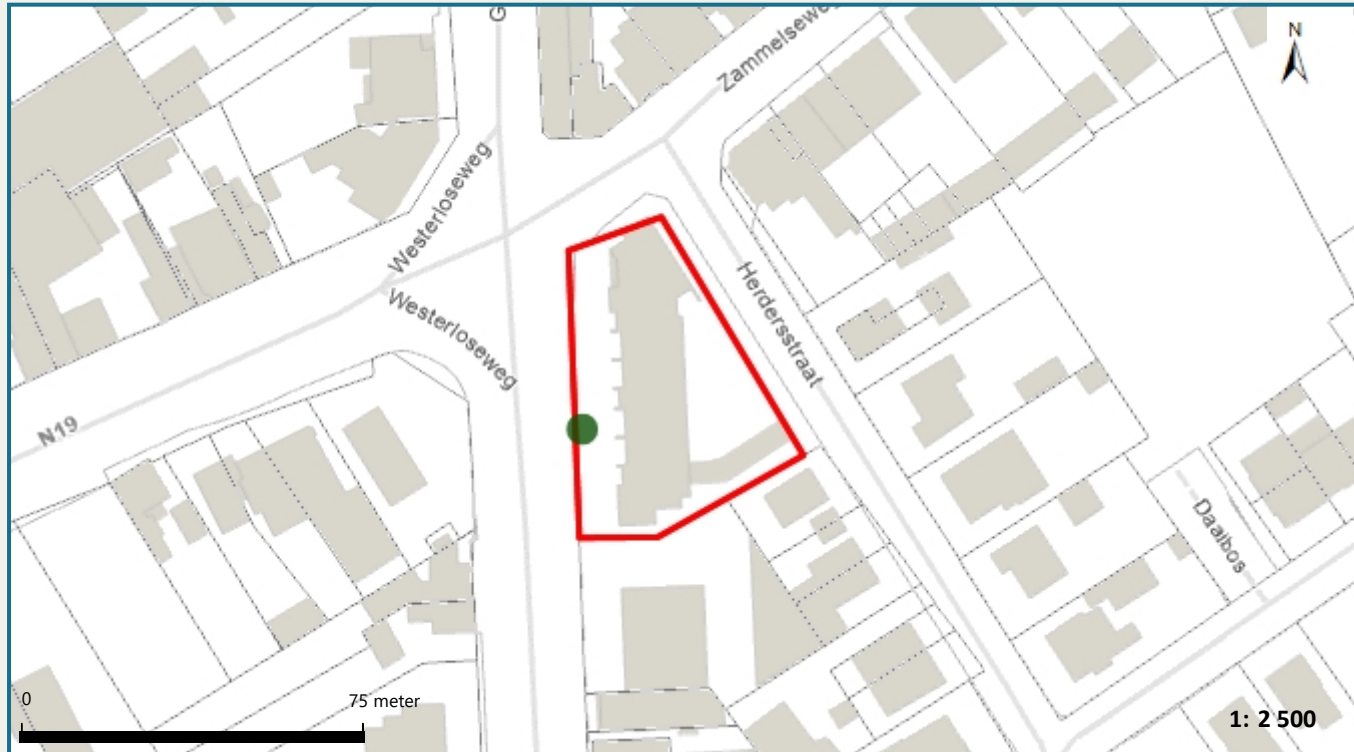 G
Zammelseweg
N
Westerloseweg
Westerloseweg
Herdersstraat
N19
Daalbos
0
75 meter
1: 2 500